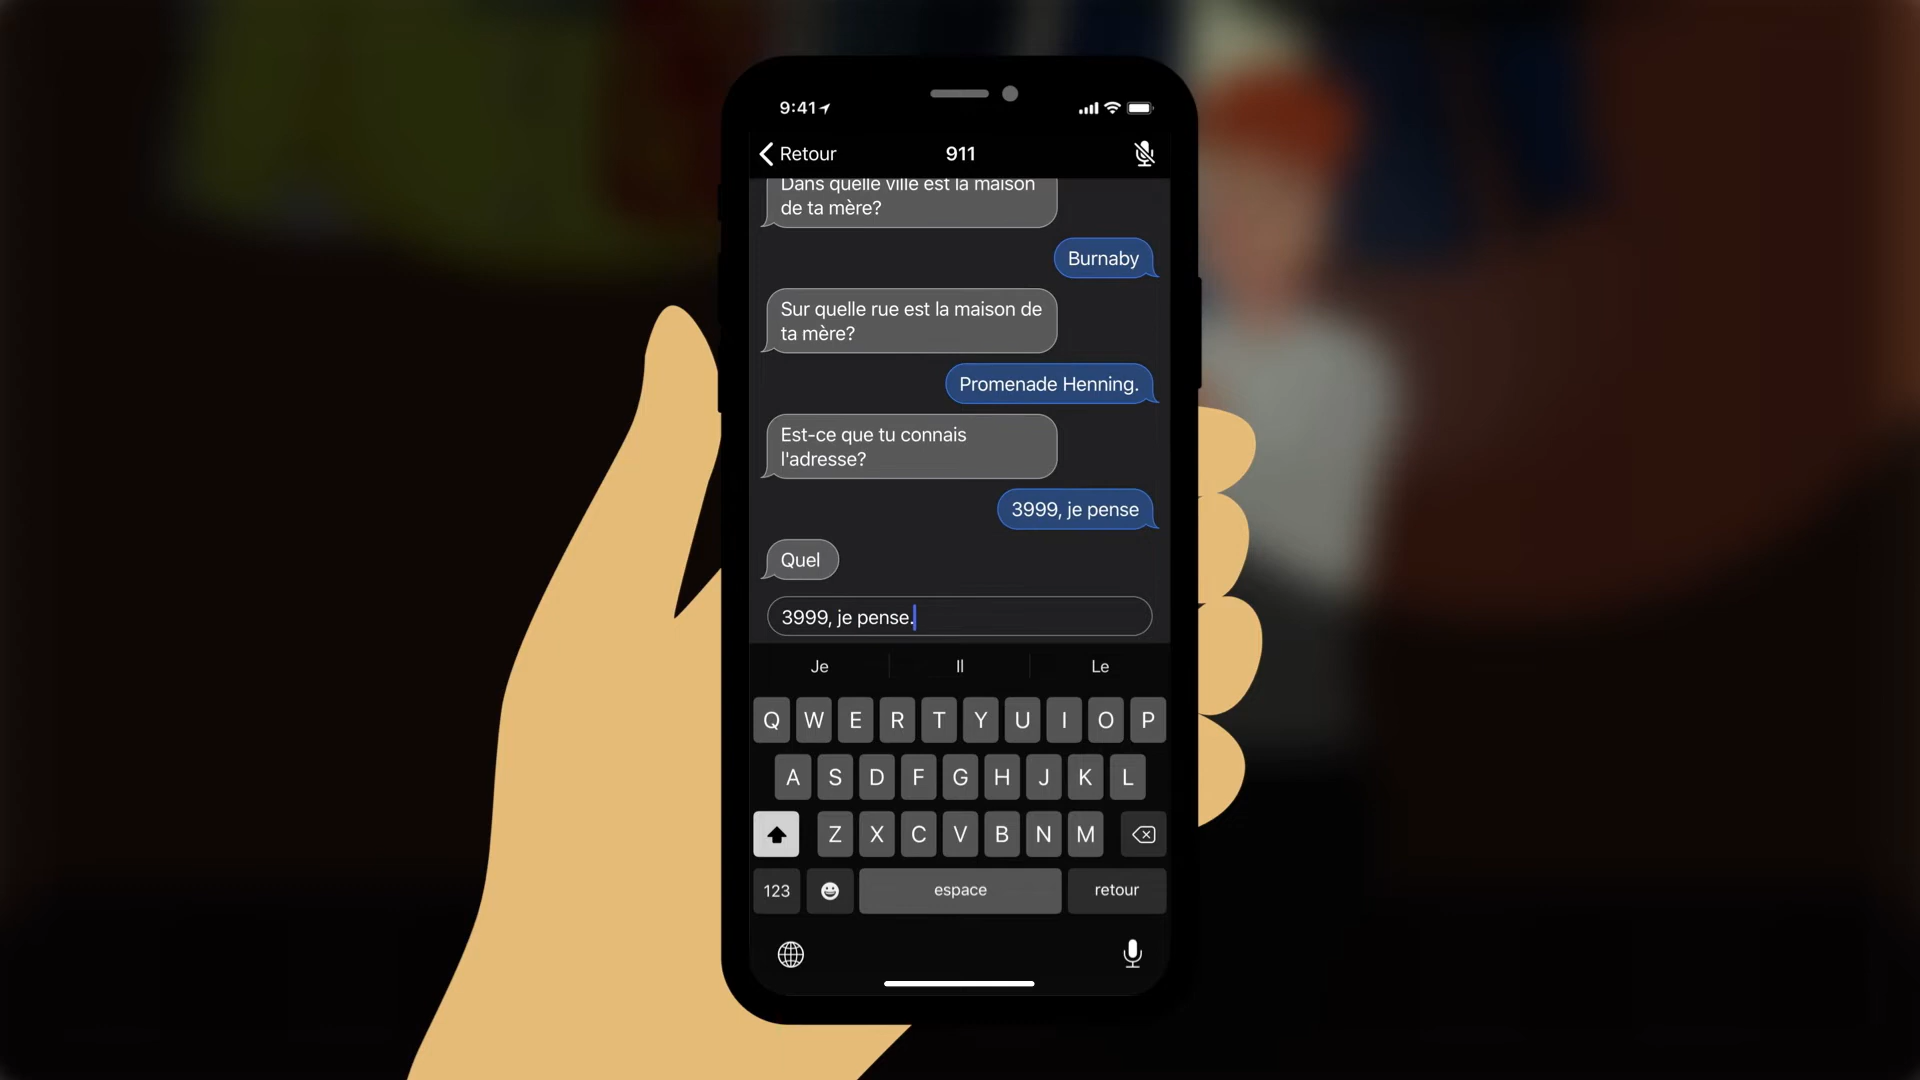 9:41
Retour
911
Dans quelle ville est la maison
de ta mère?
Burnaby
Sur quelle rue est la maison de
ta mère?
Promenade Henning.
Est-ce que tu connais
l'adresse?
3999, je pense
Quel
3999, je pense.
Je Il Le
Q W E R T Y U I O P
A S D F G H J K L
Z X C V B N M
123 espace retour